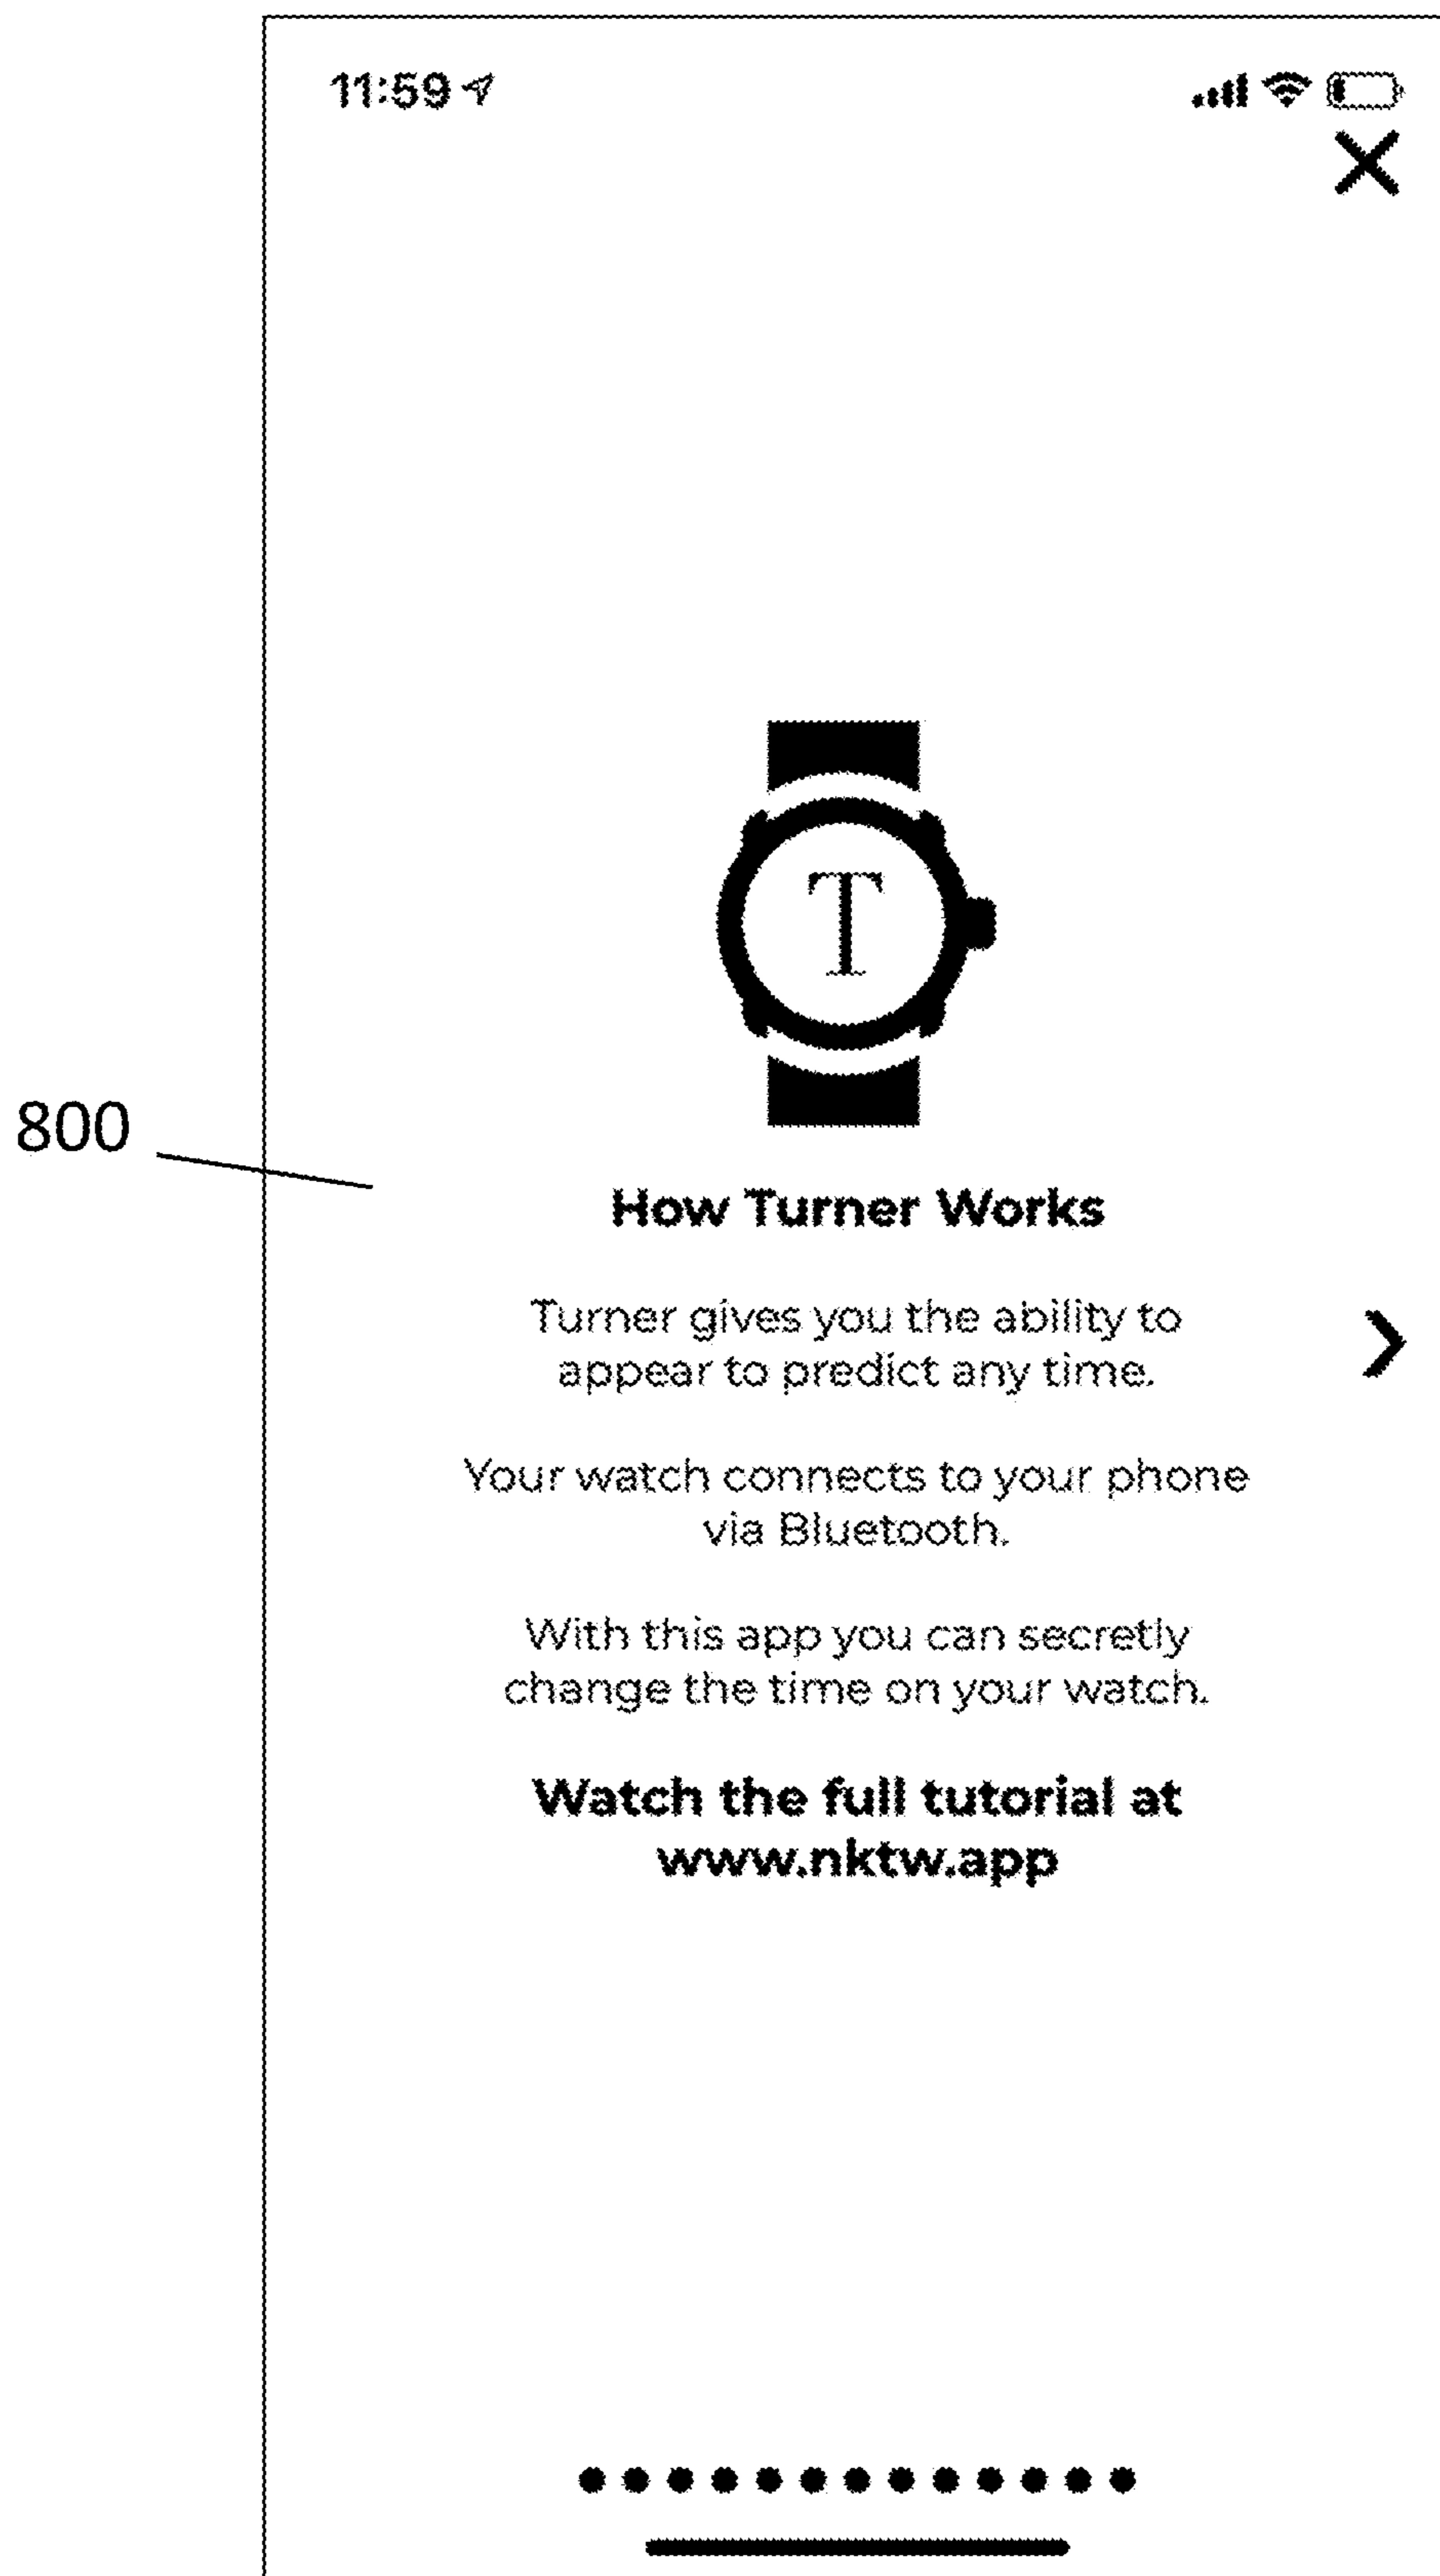 11:59
T
800
How Turner Works
Turner gives you the ability to
appear to predict any time.
Your watch connects to your phone
via Bluetooth.
With this app you can secretly
change the time on your watch.
Watch the full tutorial at
www.nktw.app